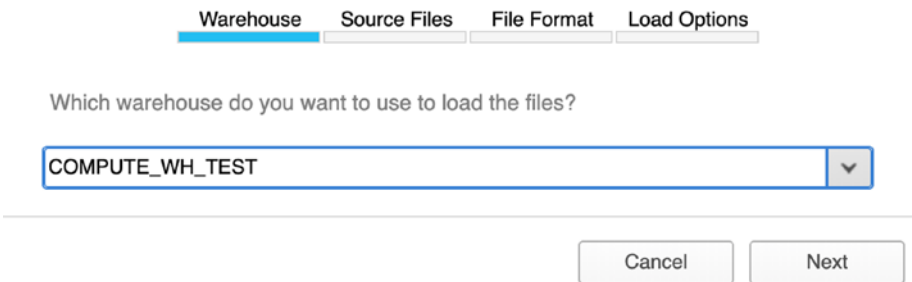 Warehouse Source Files File Format Load Options
Which warehouse do you want to use to load the files?
COMPUTE_WH_TEST
Cancel Next